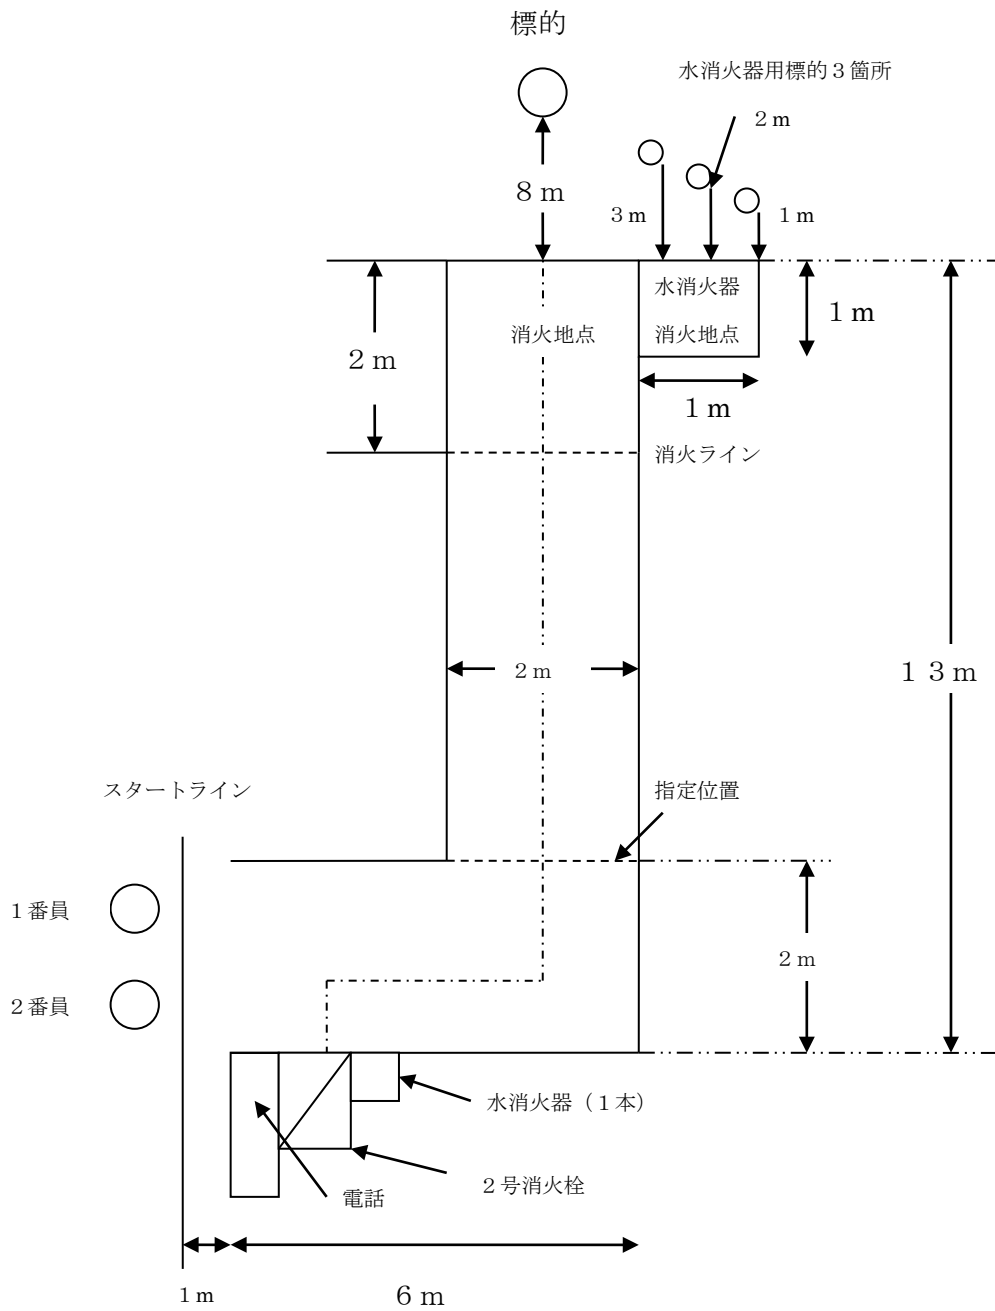 標的
水消火器用標的３箇所
２ｍ
８ｍ
３ｍ
１ｍ
水消火器
消火地点
消火地点
１ｍ
２ｍ
１ｍ
消火ライン
２ｍ
１３ｍ
スタートライン
指定位置
１番員
２ｍ
２番員
水消火器（１本）
２号消火栓
電話
１ｍ
６ｍ